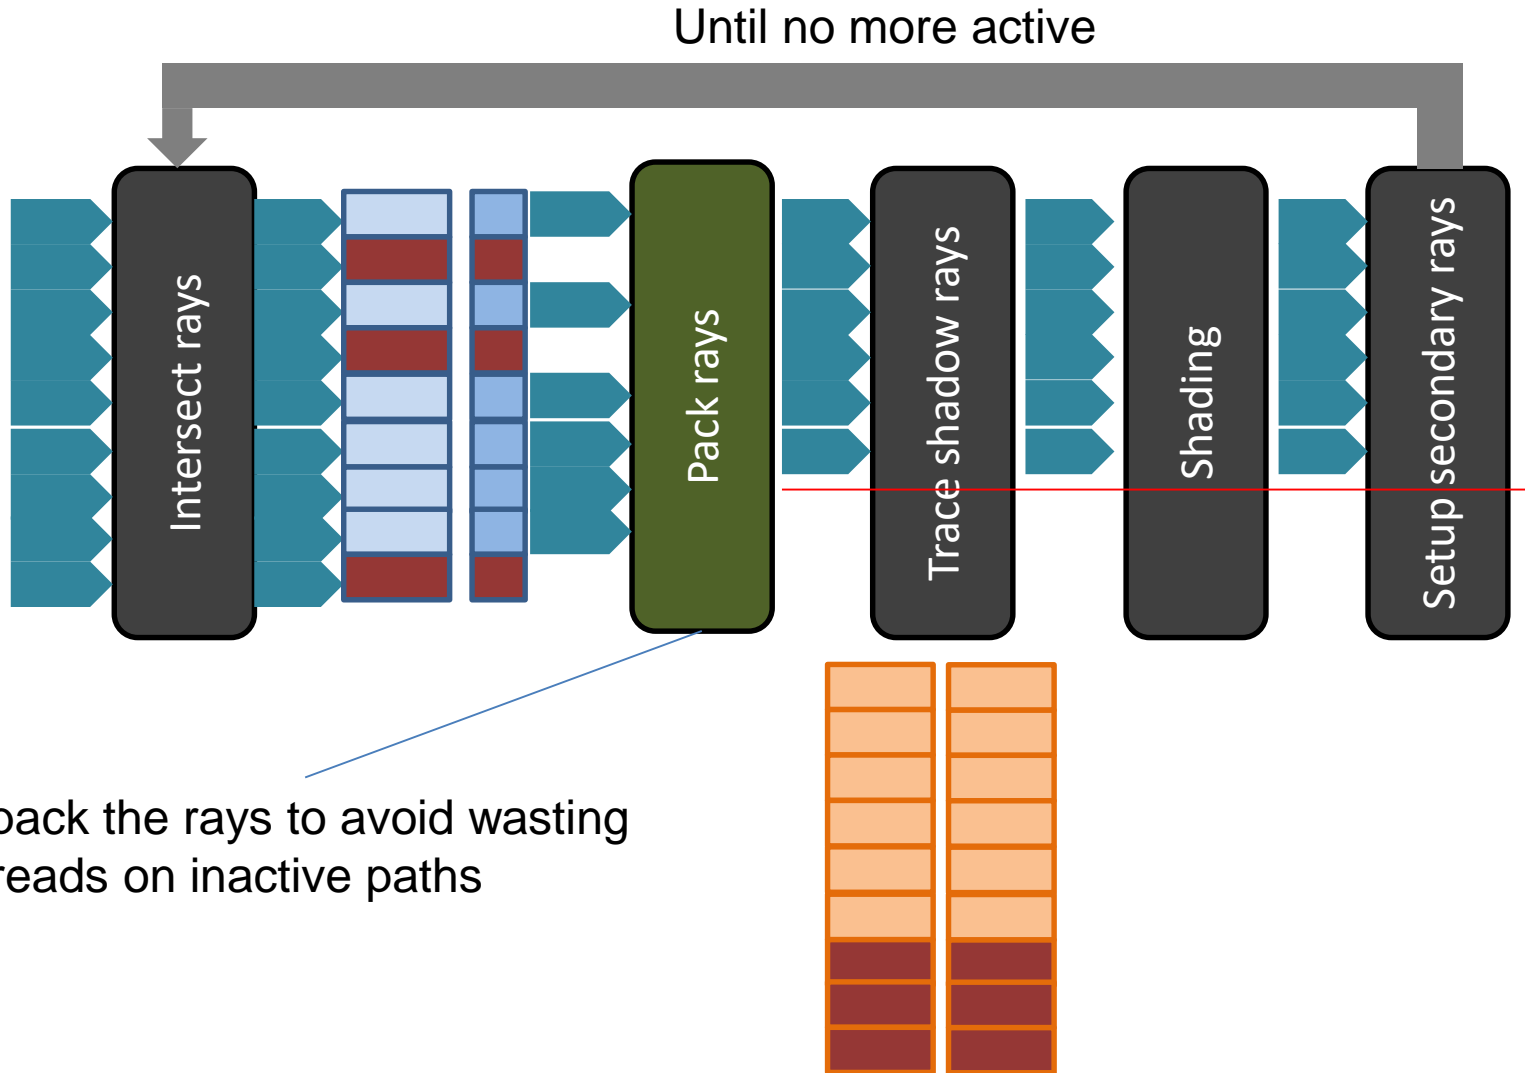 Until no more active
Intersect rays
Pack rays
Trace shadow rays
Shading
Setup secondary rays
pack the rays to avoid wasting
reads on inactive paths